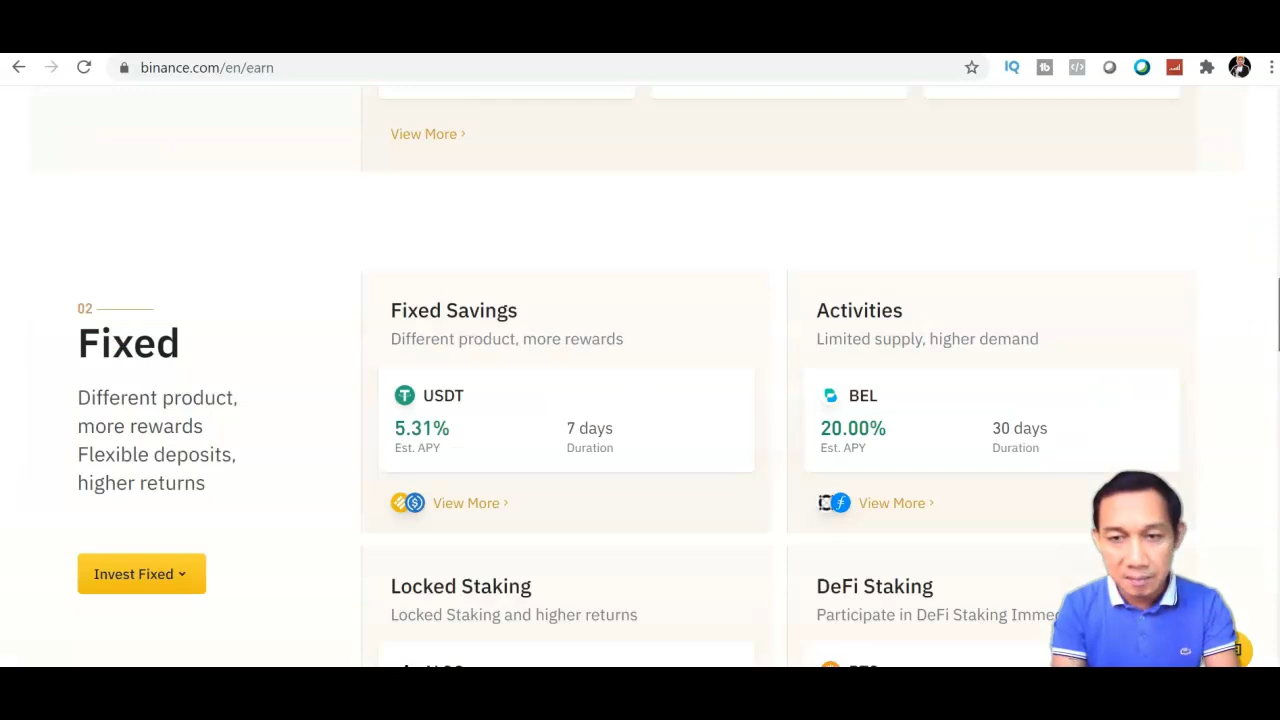 binance.com/en/earn
View More ›
02
Fixed
Different product,
more rewards
Flexible deposits,
higher returns
Invest Fixed
Fixed Savings
Different product, more rewards
USDT
5.31%
7 days
Est. APY
Duration
View More ›
Activities
Limited supply, higher demand
BEL
20.00%
30 days
Est. APY
Duration
View More ›
Locked Staking
Locked Staking and higher returns
DeFi Staking
Participate in DeFi Staking